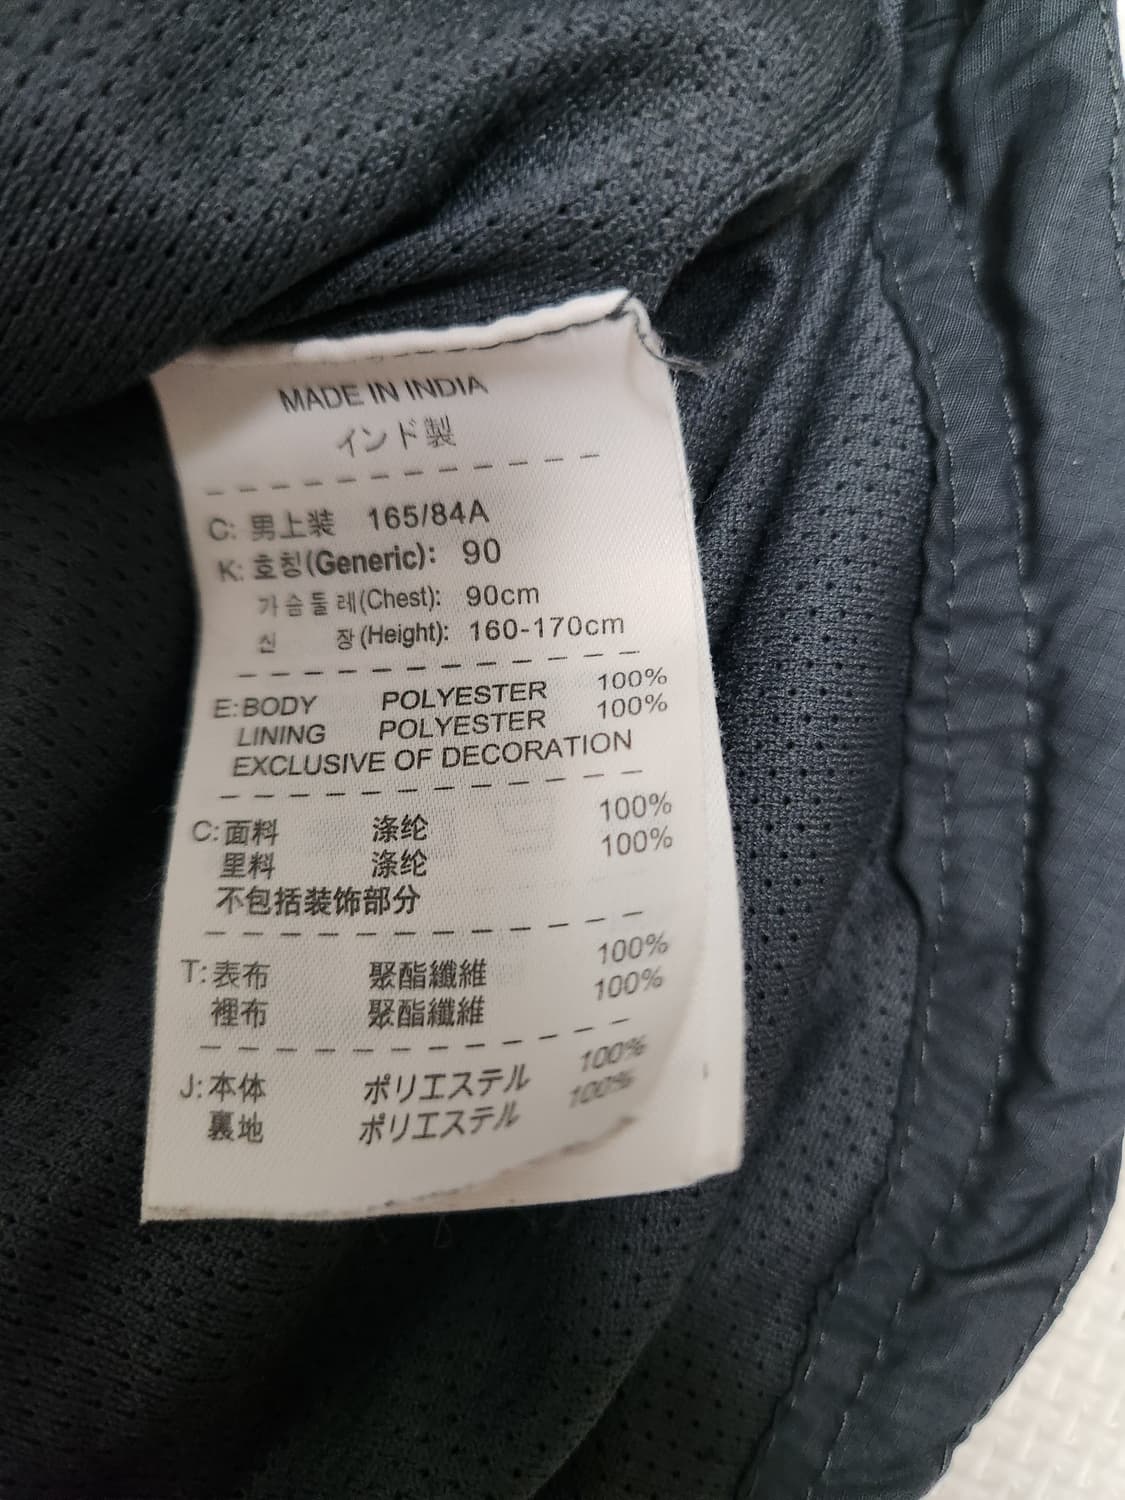 MADE IN INDIA
インド製
C: 男上装 165/84A
K: 호칭(Generic): 90
가슴둘레(Chest): 90cm
신 장(Height): 160-170cm
E:BODY POLYESTER 100%
LINING POLYESTER 100%
EXCLUSIVE OF DECORATION
C:面料 涤纶 100%
里料 涤纶 100%
不包括装饰部分
T:表布 聚酯纖維 100%
裡布 聚酯纖維 100%
J:本体 ポリエステル 100%
裏地 ポリエステル 100%